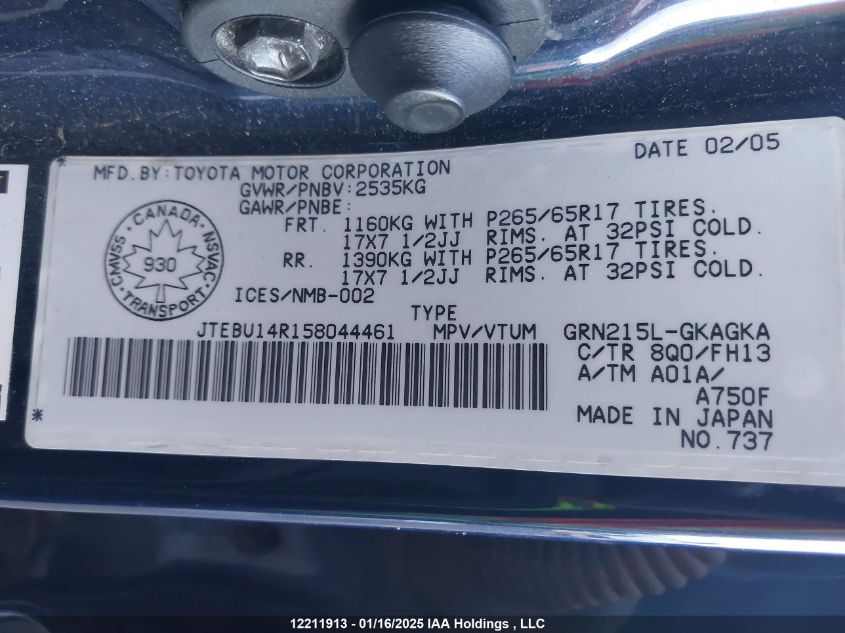 DATE 02/05
MFD.BY:TOYOTA MOTOR CORPORATION
GVWR/PNBV:2535KG
GAWR/PNBE:
FRT. 1160KG WITH P265/65R17 TIRES.
17X7 1/2JJ RIMS. AT 32PSI COLD.
RR. 1390KG WITH P265/65R17 TIRES.
17X7 1/2JJ RIMS. AT 32PSI COLD.
CANADA
CMVSS 930 NSVAC
TRANSPORT
ICES/NMB-002
TYPE
JTEBU14R158044461 MPV/VTUM GRN215L-GKAGKA
C/TR 8Q0/FH13
A/TM A01A/
A750F
* MADE IN JAPAN
NO.737
12211913 - 01/16/2025 IAA Holdings , LLC